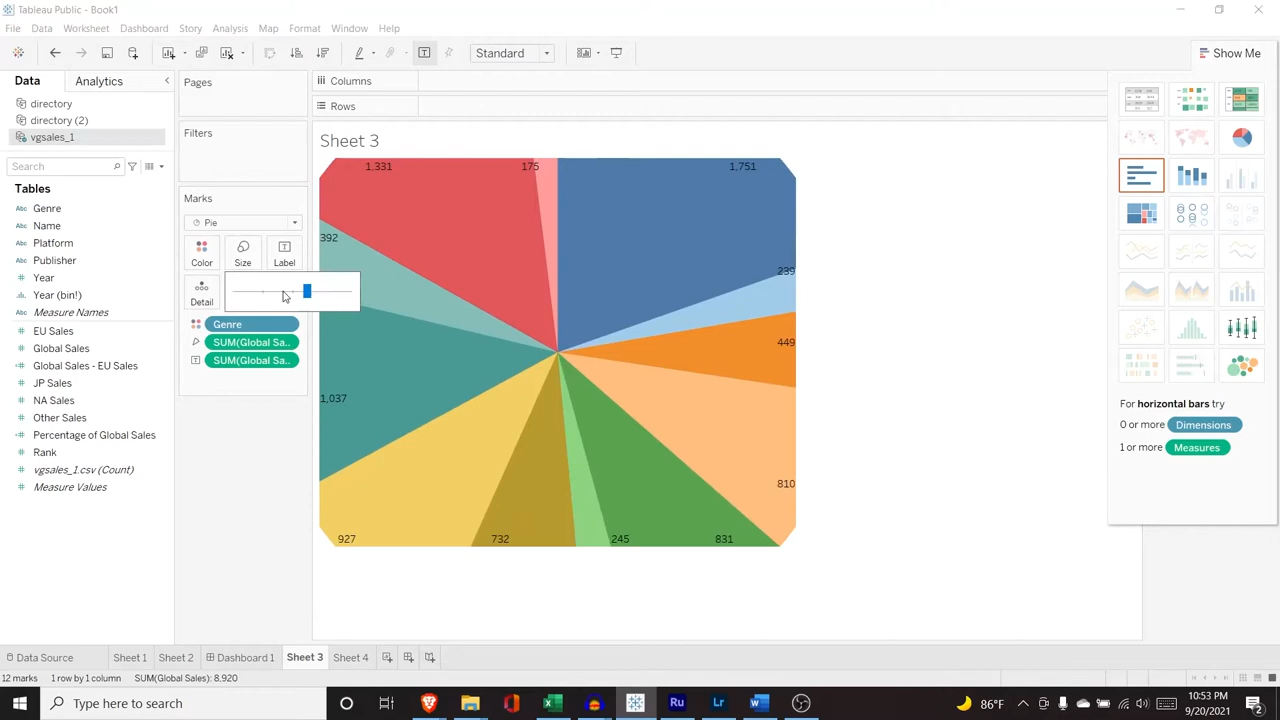 Tableau Public - Book1
File Data Worksheet Dashboard Story Analysis Map Format Window Help
Standard
Show Me
Data Analytics
Pages
Columns
directory
Rows
directory (2)
vgsales_1
Filters
Sheet 3
Search
Tables
Marks
Genre
Name
Platform
Publisher
Year
Year (bin!)
Measure Names
EU Sales
Global Sales
Global Sales - EU Sales
JP Sales
NA Sales
Other Sales
Percentage of Global Sales
Rank
vgsales_1.csv (Count)
Measure Values
Pie
Color Size Label
Detail
Genre
SUM(Global Sa..
SUM(Global Sa..
1,331 175 1,751
392
239
449
1,037
810
927 732 245 831
For horizontal bars try
0 or more Dimensions
1 or more Measures
Data Source Sheet 1 Sheet 2 Dashboard 1 Sheet 3 Sheet 4
12 marks 1 row by 1 column SUM(Global Sales): 8,920
Type here to search
Ru Lr
86°F
10:53 PM
9/20/2021